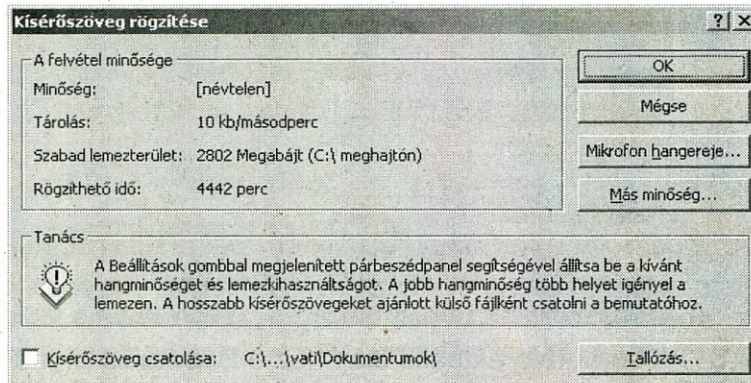 Kísérőszöveg rögzítése
A felvétel minősége
Minőség: [névtelen]
Tárolás: 10 kb/másodperc
Szabad lemezterület: 2802 Megabájt (C:\ meghajtón)
Rögzíthető idő: 4442 perc
OK
Mégse
Mikrofon hangereje...
Más minőség...
Tanács
A Beállítások gombbal megjelenített párbeszédpanel segítségével állítsa be a kívánt
hangminőséget és lemezkihasználtságot. A jobb hangminőség több helyet igényel a
lemezen. A hosszabb kísérőszövegeket ajánlott külső fájlként csatolni a bemutatóhoz.
Kísérőszöveg csatolása: C:\...\vati\Dokumentumok\
Tallózás...